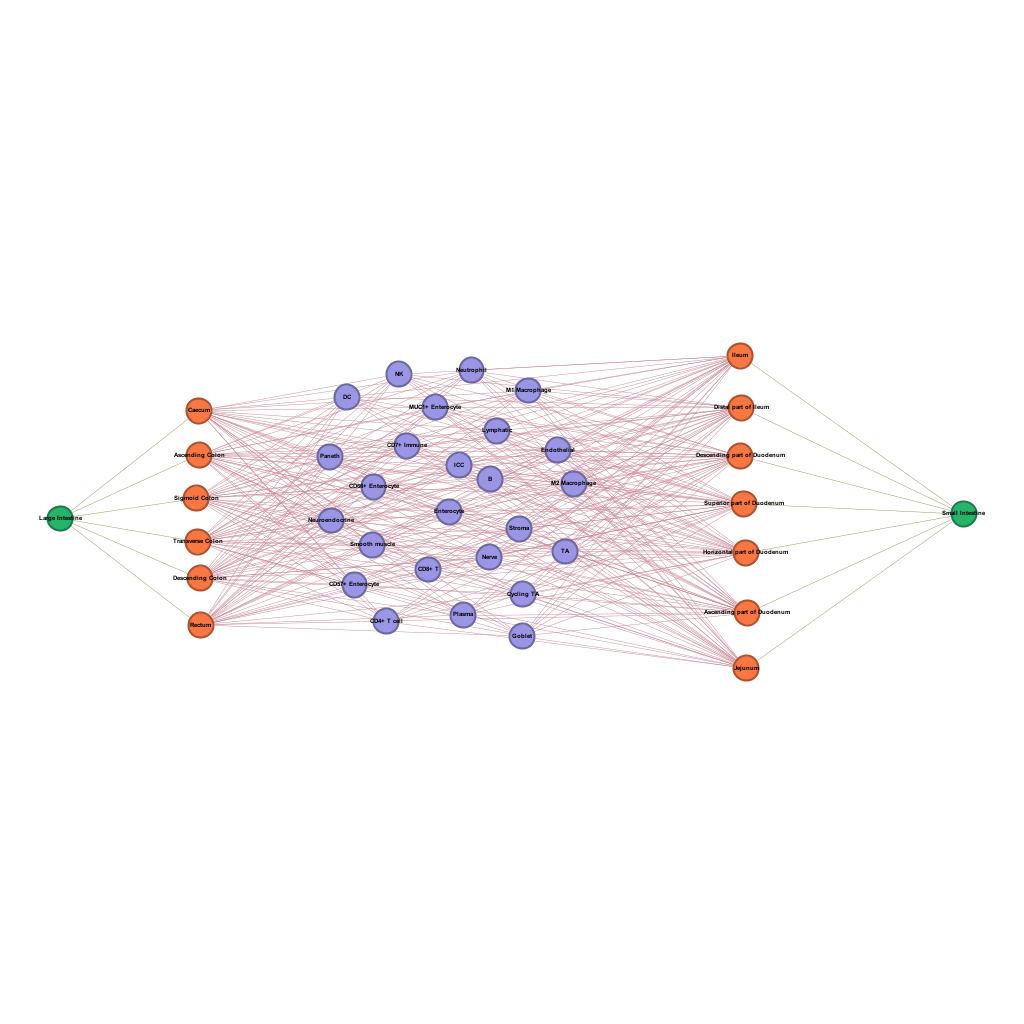 Ileum
Neutrophil
NK
M1 Macrophage
DC
MUC1+ Enterocyte
Distal part of Ileum
Caecum
Lymphatic
CD7+ Immune
Endothelial
Ascending Colon
Paneth
Descending part of Duodenum
ICC
B
M2 Macrophage
CD66+ Enterocyte
Sigmoid Colon
Superior part of Duodenum
Enterocyte
Small Intestine
Large Intestine
Neuroendocrine
Stroma
Transverse Colon
Smooth muscle
TA
Horizontal part of Duodenum
Nerve
CD8+ T
Descending Colon
CD57+ Enterocyte
Cycling TA
Ascending part of Duodenum
Plasma
CD4+ T cell
Rectum
Goblet
Jejunum